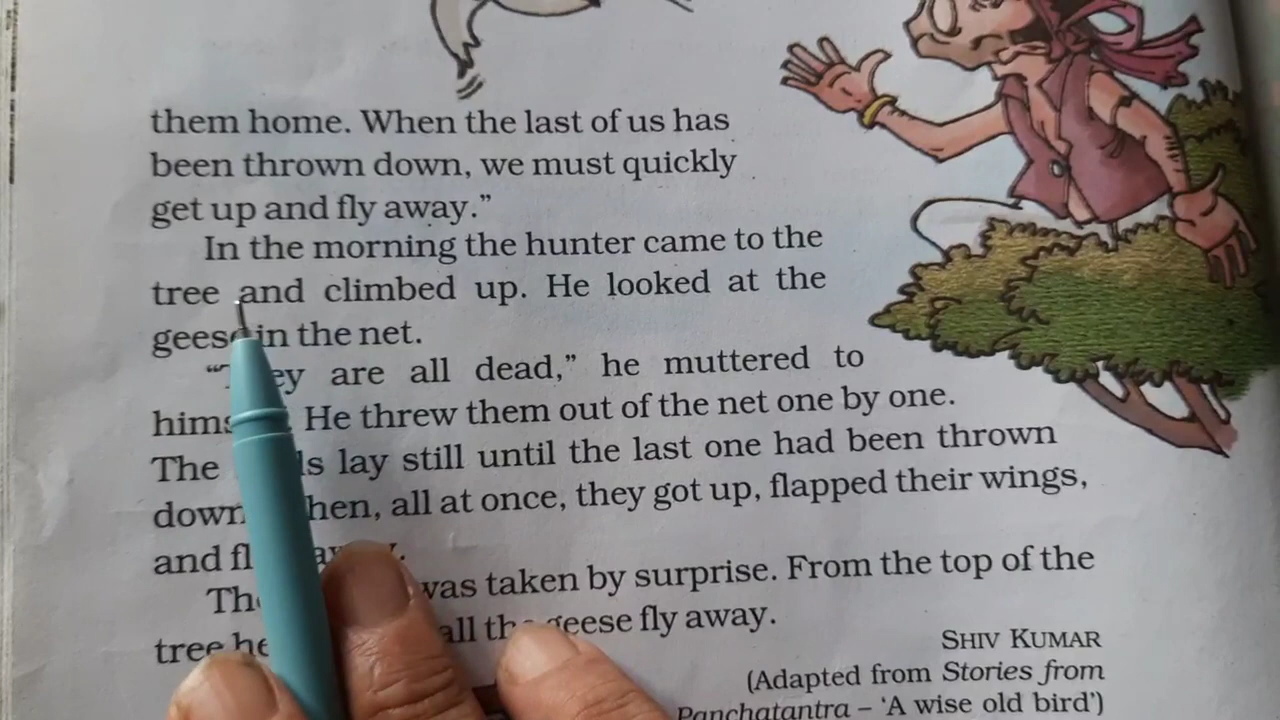 them home. When the last of us has
been thrown down, we must quickly
get up and fly away.”
In the morning the hunter came to the
tree and climbed up. He looked at the
geese in the net.
are all dead,” he muttered to
He threw them out of the net one by one.
The lay still until the last one had been thrown
all at once, they got up, flapped their wings,
and
was taken by surprise. From the top of the
tree he all the geese fly away.
SHIV KUMAR
(Adapted from Stories from
Panchatantra – ‘A wise old bird’)